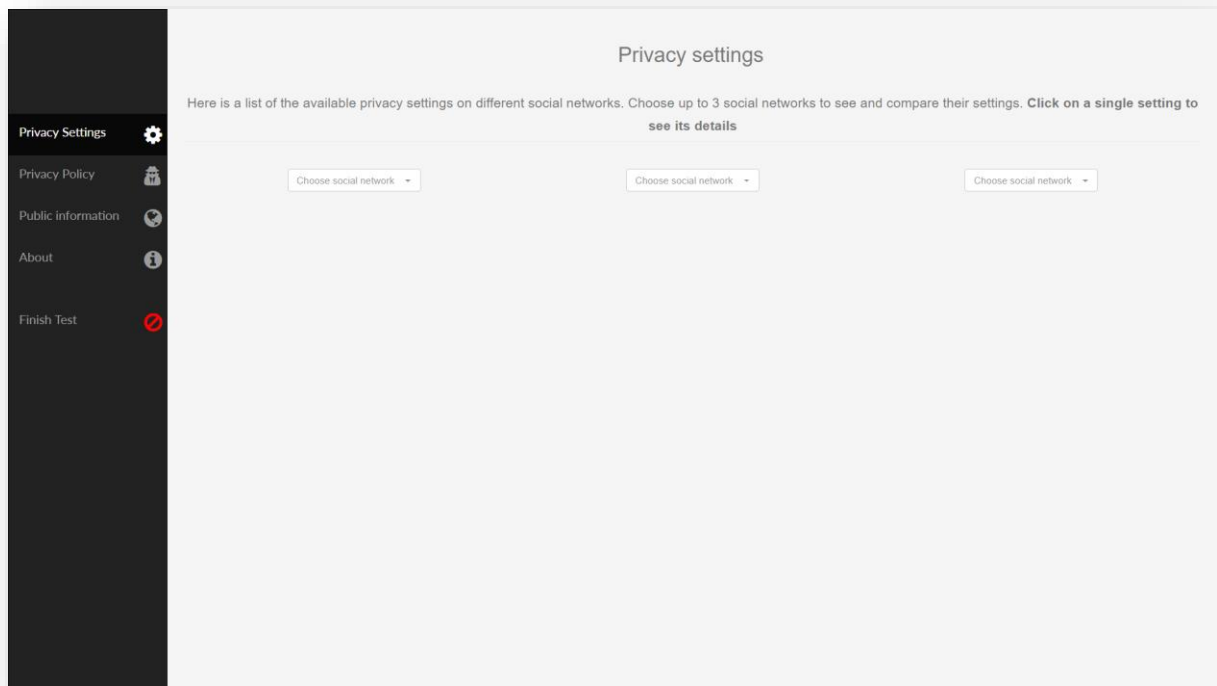 Privacy settings
Here is a list of the available privacy settings on different social networks. Choose up to 3 social networks to see and compare their settings. Click on a single setting to
see its details
Privacy Settings
Privacy Policy
Public information
About
Finish Test
Choose social network
Choose social network
Choose social network